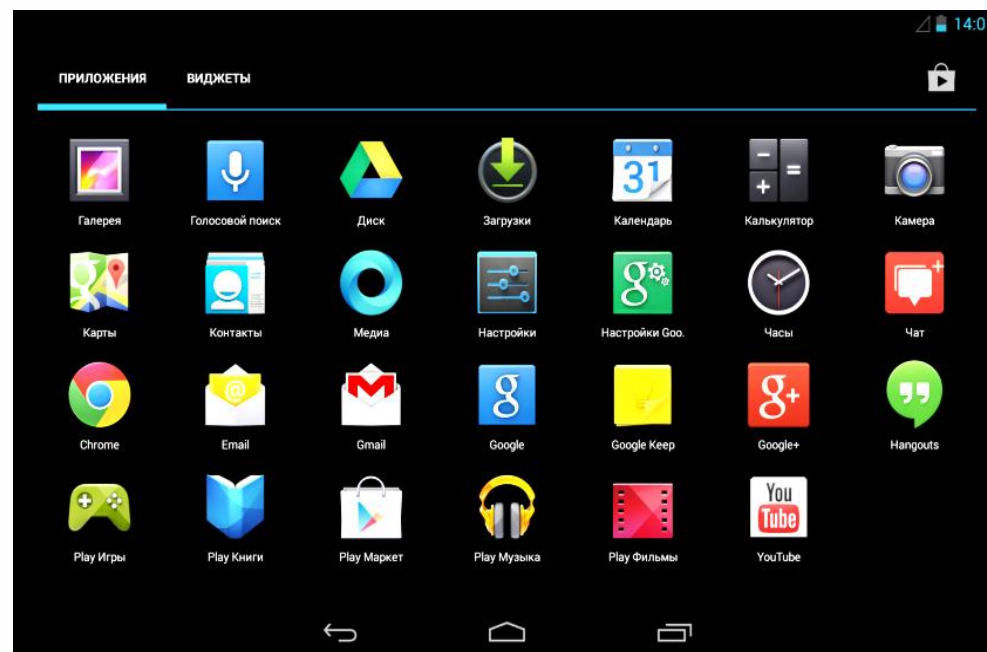 14:0
ПРИЛОЖЕНИЯ ВИДЖЕТЫ
31
Галерея Голосовой поиск Диск Загрузки Календарь Калькулятор Камера
g g
Карты Контакты Медиа Настройки Настройки Goo. Часы Чат
@ M g g+
Chrome Email Gmail Google Google Keep Google+ Hangouts
You
Tube
Play Игры Play Книги Play Маркет Play Музыка Play Фильмы YouTube